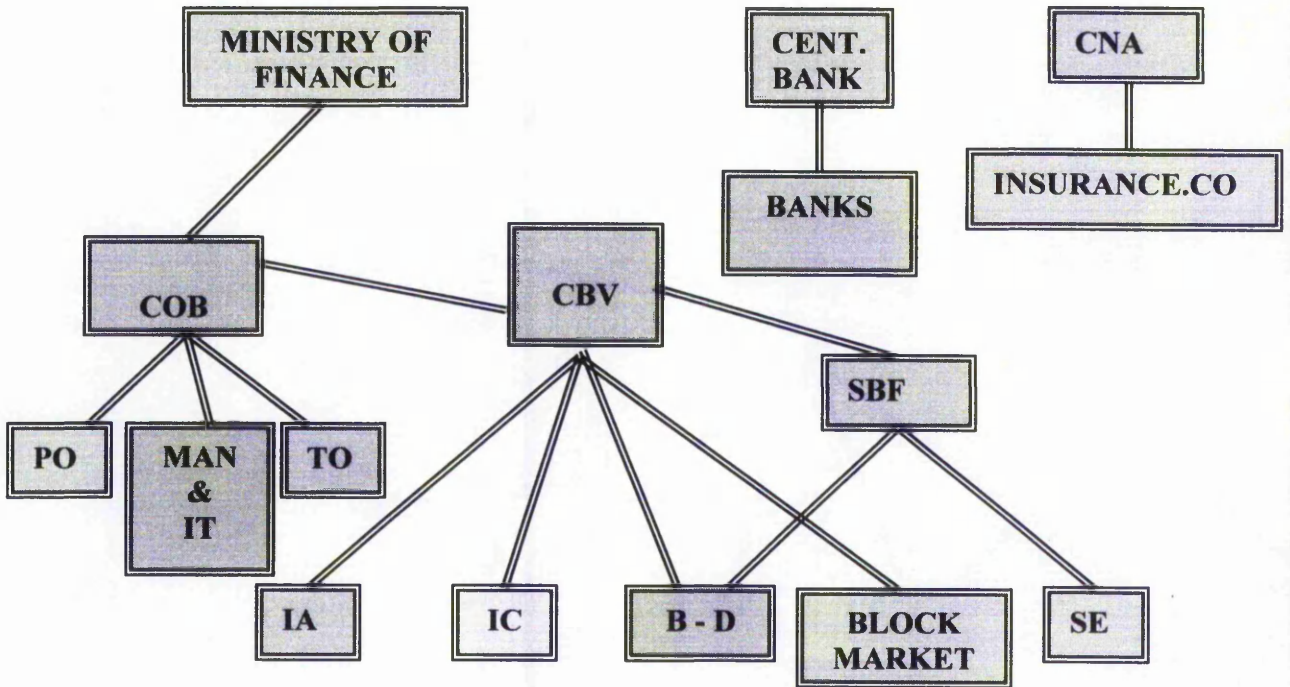 MINISTRY OF
FINANCE
CENT.
BANK
CNA
BANKS
INSURANCE.CO
COB
CBV
SBF
PO
MAN
&
IT
TO
IA
IC
B - D
BLOCK
MARKET
SE